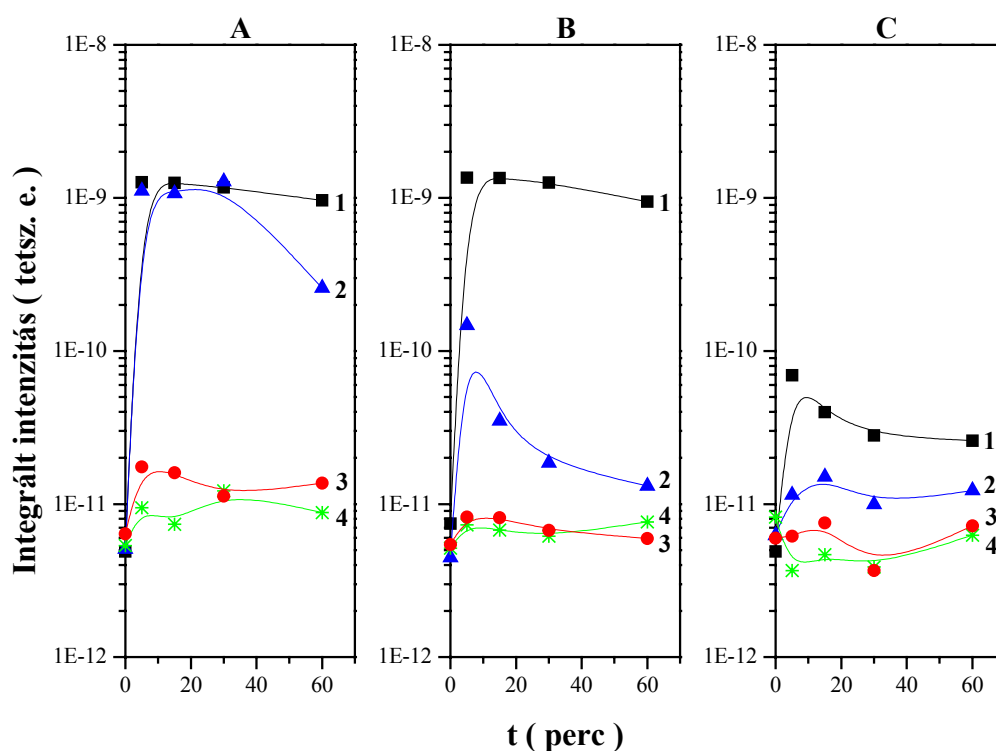 A B C
Integrált intenzitás ( tetsz. e. )
1E-8 1E-8 1E-8
1E-9 1E-9 1E-9
1E-10 1E-10 1E-10
1E-11 1E-11 1E-11
1E-12 1E-12 1E-12
1 2 3 4
1 2 4 3
1 2 3 4
0 20 40 60 0 20 40 60 0 20 40 60
t ( perc )